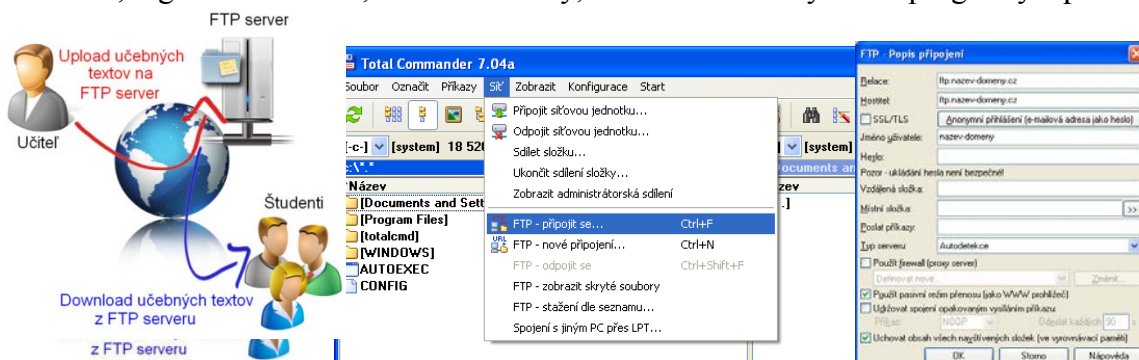 FTP server
Upload učebných
textov na
FTP server
Učiteľ
Študenti
Download učebných textov
z FTP serveru
z FTP serveru
Total Commander 7.04a
Soubor Označit Příkazy Síť Zobrazit Konfigurace Start
[-c-] [system] 18 52
c:\*.*
Název
[Documents and Sett
[Program Files]
[totalcmd]
[WINDOWS]
AUTOEXEC
CONFIG
Připojit síťovou jednotku...
Odpojit síťovou jednotku...
Sdílet složku...
Ukončit sdílení složky...
Zobrazit administrátorská sdílení
FTP - připojit se... Ctrl+F
FTP - nové připojení... Ctrl+N
FTP - odpojit se Ctrl+Shift+F
FTP - zobrazit skryté soubory
FTP - stažení dle seznamu...
Spojení s jiným PC přes LPT...
[system]
ocuments an
zev
.]
FTP - Popis připojení
Relace: ftp.nazev-domeny.cz
Hostitel: ftp.nazev-domeny.cz
SSL/TLS Anonymní přihlášení (e-mailová adresa jako heslo)
Jméno uživatele: nazev-domeny
Heslo:
Pozor - ukládání hesla není bezpečné!
Vzdálená složka:
Místní složka: >>
Poslat příkazy:
Typ serveru: Autodetekce
Použít firewall (proxy server)
Definovat nové... Změnit...
Použít pasivní režim přenosu (jako WWW prohlížeč)
Udržovat spojení opakovaným vysíláním příkazu:
Příkaz: NOOP Odeslat každých: 90 s
Uchovat obsah všech navštívených složek (ve vyrovnávací paměti)
OK Storno Nápověda